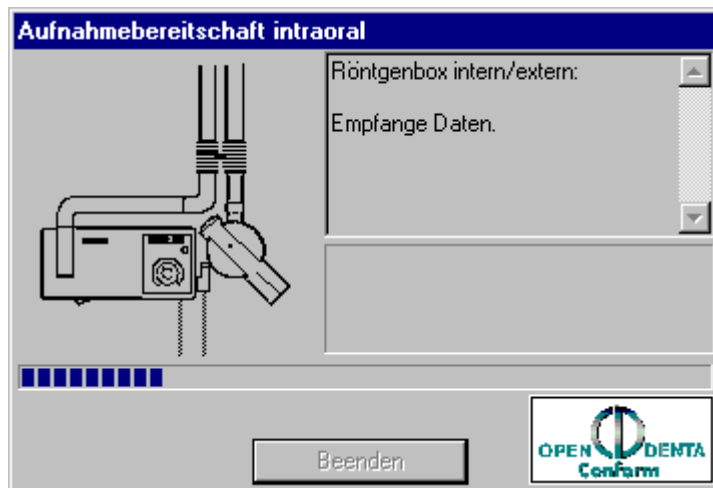 Aufnahmebereitschaft intraoral
Röntgenbox intern/extern:
Empfange Daten.
Beenden
OPEN DENTA
Conform